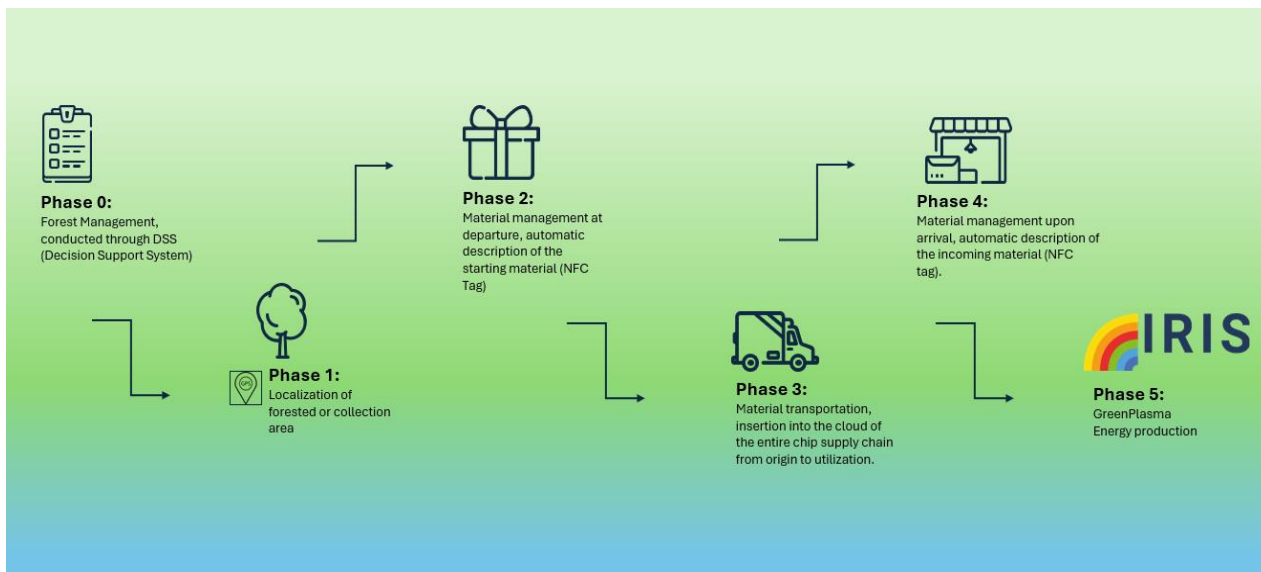 Phase 0:
Forest Management,
conducted through DSS
(Decision Support System)
GPS
Phase 1:
Localization of
forested or collection
area
Phase 2:
Material management at
departure, automatic
description of the
starting material (NFC
Tag)
Phase 3:
Material transportation,
insertion into the cloud of
the entire chip supply chain
from origin to utilization.
Phase 4:
Material management upon
arrival, automatic description of
the incoming material (NFC
tag).
IRIS
Phase 5:
GreenPlasma
Energy production